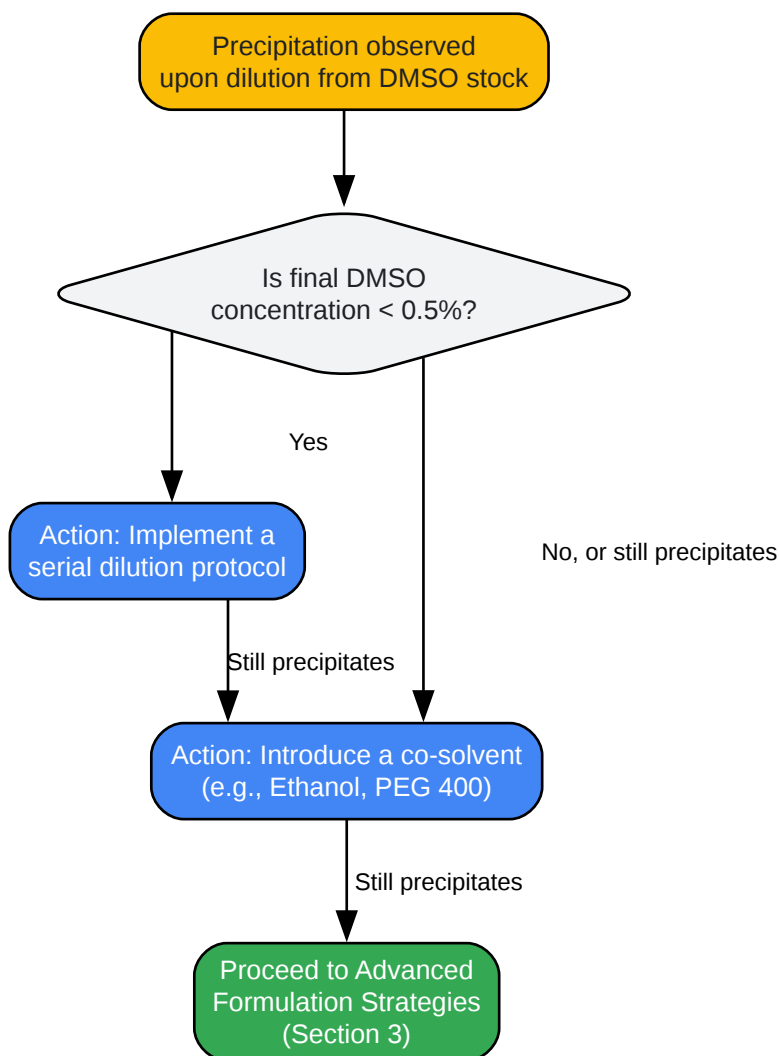 Precipitation observed
upon dilution from DMSO stock
Is final DMSO
concentration < 0.5%?
Yes
Action: Implement a
serial dilution protocol
No, or still precipitates
Still precipitates
Action: Introduce a co-solvent
(e.g., Ethanol, PEG 400)
Still precipitates
Proceed to Advanced
Formulation Strategies
(Section 3)